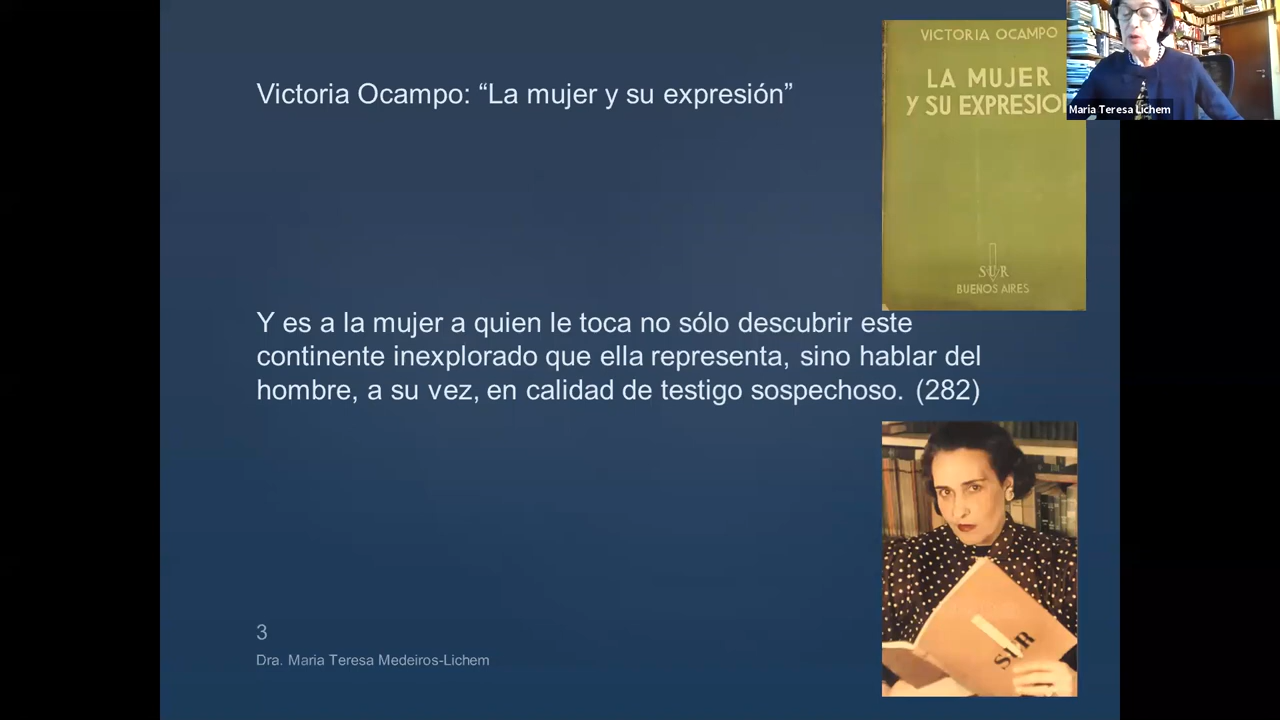 Victoria Ocampo: “La mujer y su expresión”
VICTORIA OCAMPO
LA MUJER
Y SU EXPRESIO
SUR
BUENOS AIRES
Maria Teresa Lichem
Y es a la mujer a quien le toca no sólo descubrir este
continente inexplorado que ella representa, sino hablar del
hombre, a su vez, en calidad de testigo sospechoso. (282)
SUR
3
Dra. Maria Teresa Medeiros-Lichem